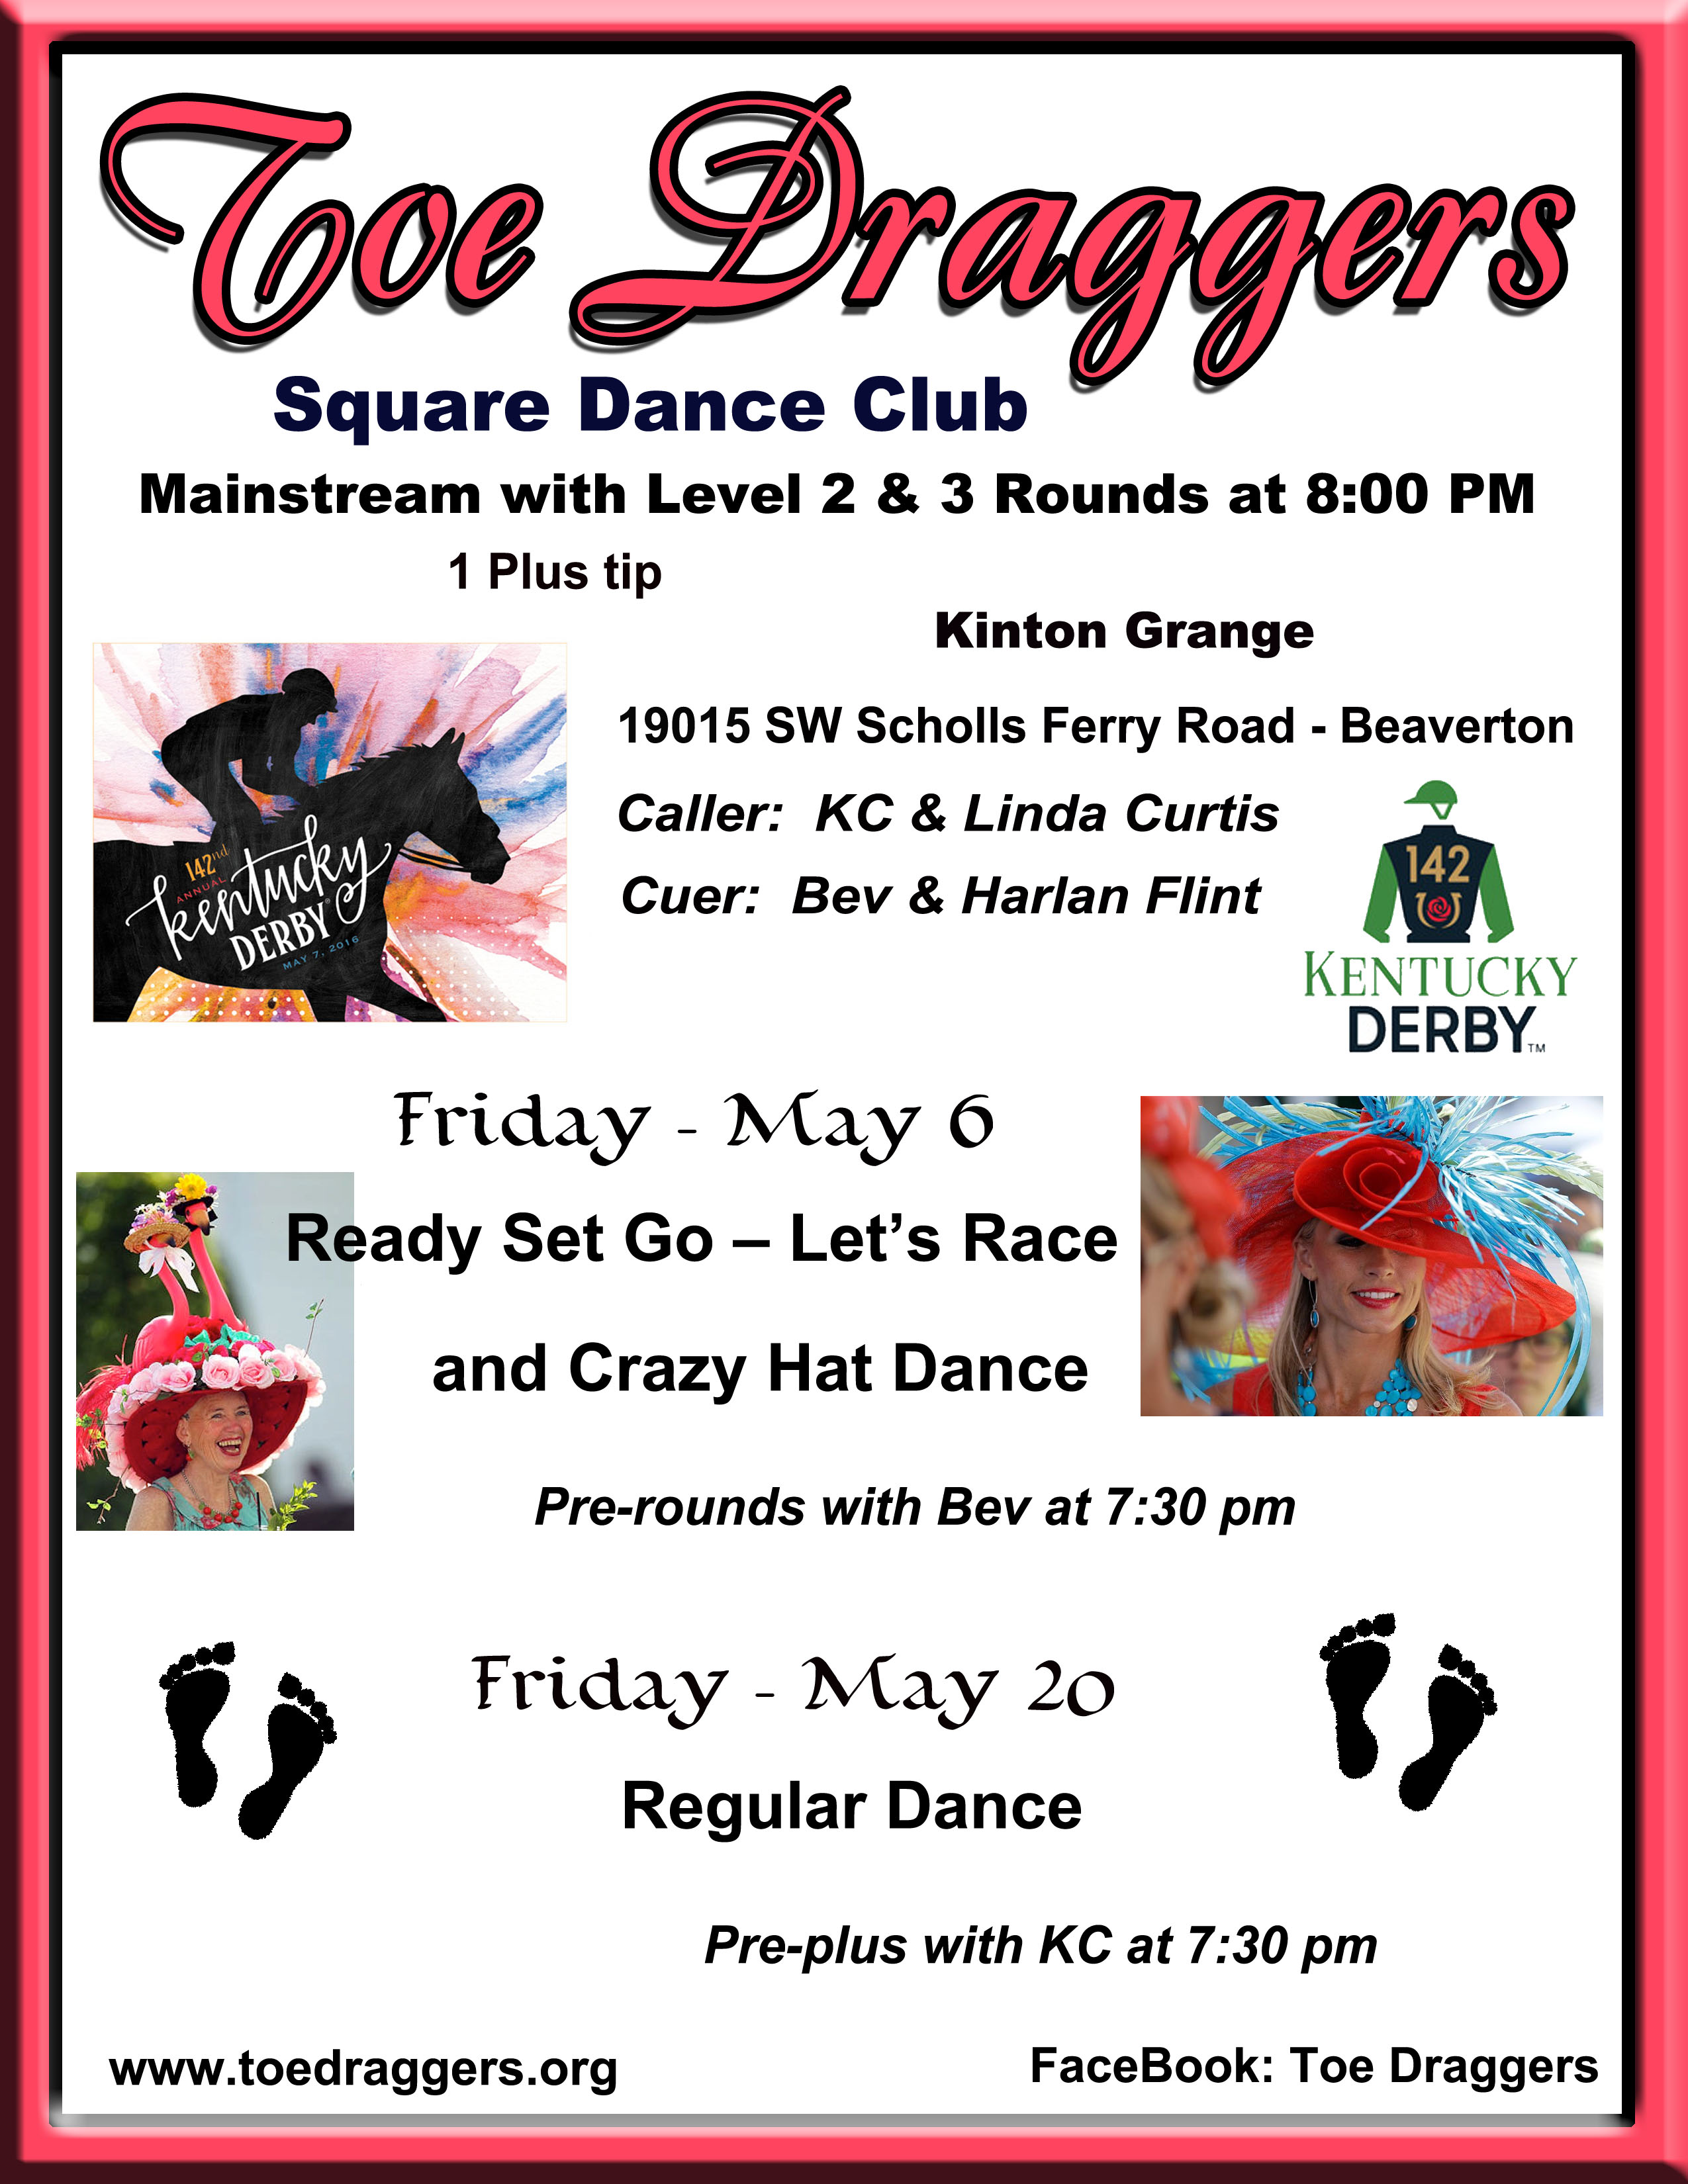 Toe Draggers
Square Dance Club
Mainstream with Level 2 & 3 Rounds at 8:00 PM
1 Plus tip
Kinton Grange
19015 SW Scholls Ferry Road - Beaverton
Caller:  KC & Linda Curtis
Cuer:  Bev & Harlan Flint
142nd
ANNUAL
Kentucky
DERBY®
MAY 7, 2016
142
KENTUCKY
DERBY™
Friday - May 6
Ready Set Go – Let’s Race
and Crazy Hat Dance
Pre-rounds with Bev at 7:30 pm
Friday - May 20
Regular Dance
Pre-plus with KC at 7:30 pm
www.toedraggers.org
FaceBook: Toe Draggers